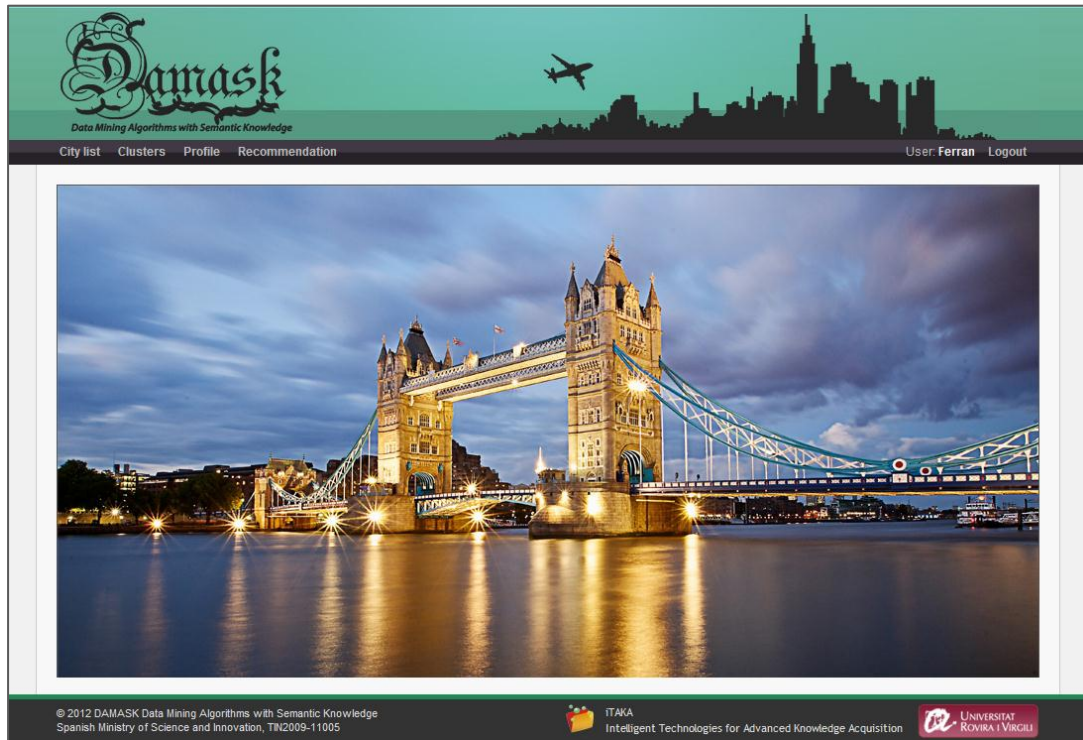 Damask
Data Mining Algorithms with Semantic Knowledge
City list Clusters Profile Recommendation User: Ferran Logout
© 2012 DAMASK Data Mining Algorithms with Semantic Knowledge
Spanish Ministry of Science and Innovation, TIN2009-11005
iTAKA
Intelligent Technologies for Advanced Knowledge Acquisition
UNIVERSITAT
ROVIRA I VIRGILI